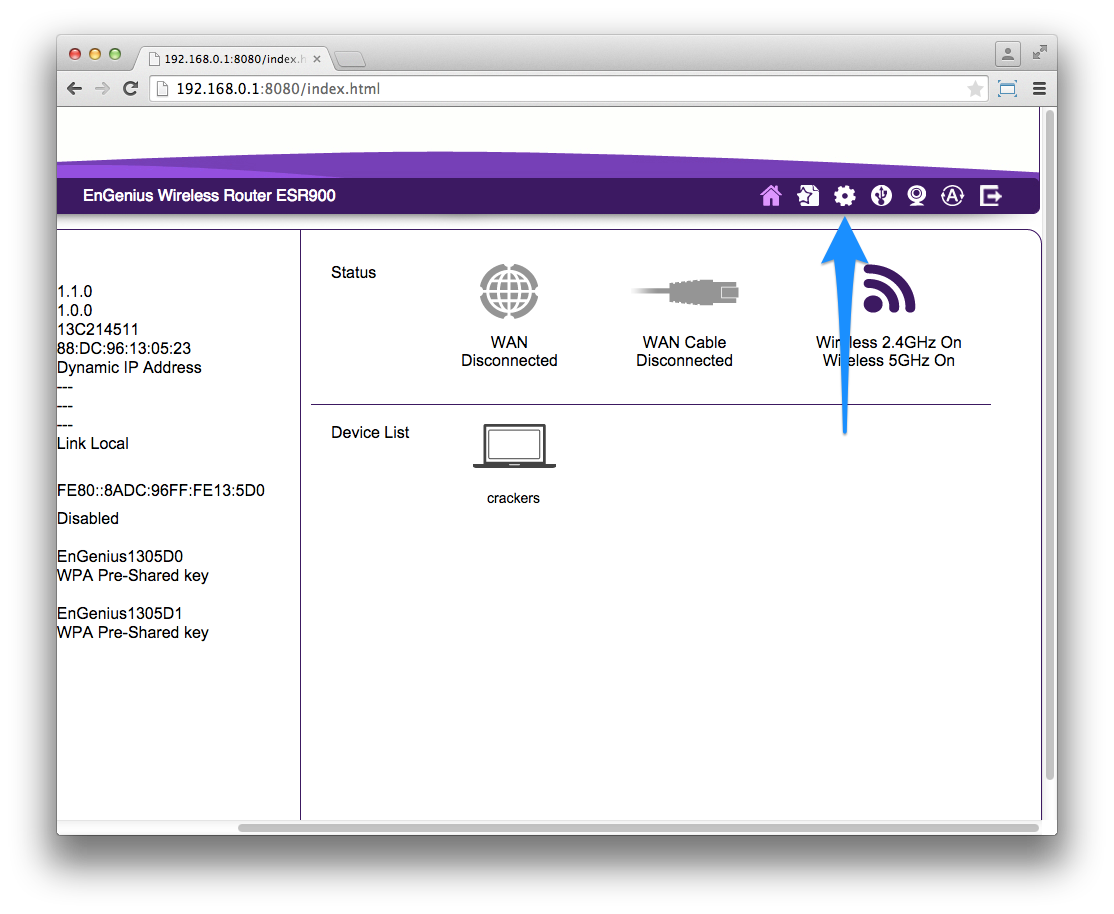 192.168.0.1:8080/index.h
192.168.0.1:8080/index.html
EnGenius Wireless Router ESR900
1.1.0
1.0.0
13C214511
88:DC:96:13:05:23
Dynamic IP Address
---
---
---
Link Local
FE80::8ADC:96FF:FE13:5D0
Disabled
EnGenius1305D0
WPA Pre-Shared key
EnGenius1305D1
WPA Pre-Shared key
Status
WAN
Disconnected
WAN Cable
Disconnected
Wireless 2.4GHz On
Wireless 5GHz On
Device List
crackers